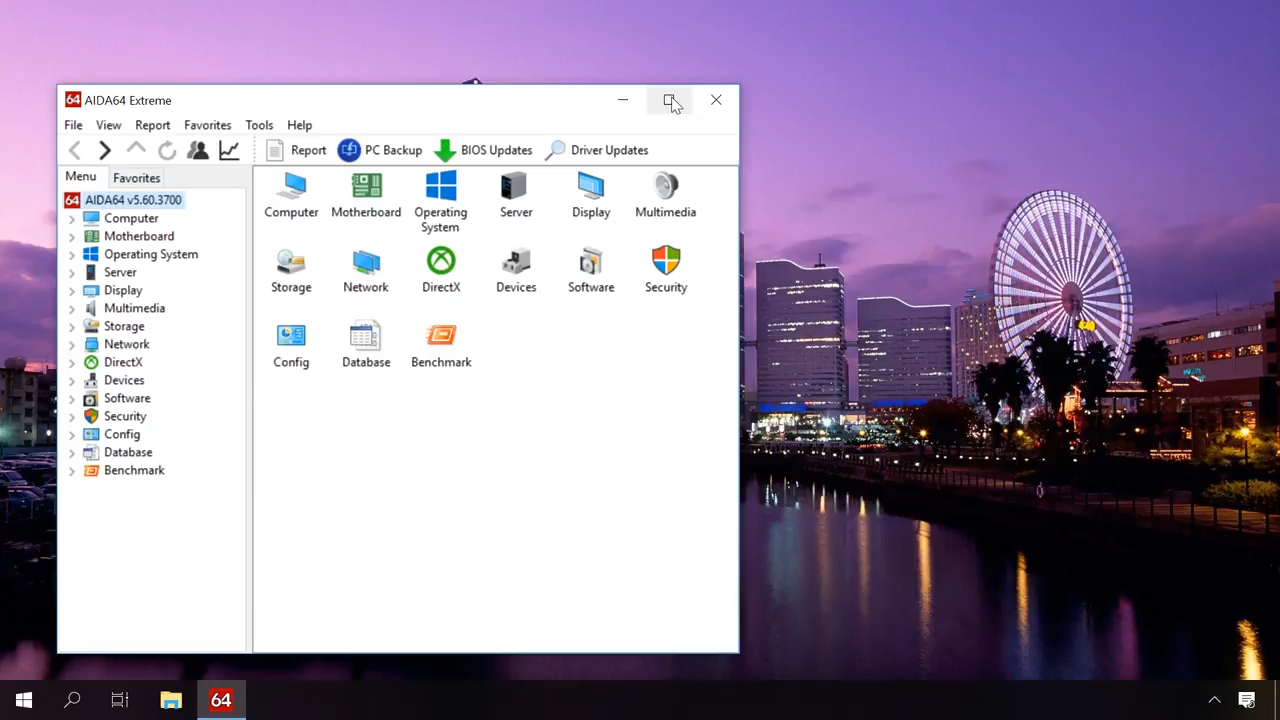 64 AIDA64 Extreme
File View Report Favorites Tools Help
Report PC Backup BIOS Updates Driver Updates
Menu Favorites
64 AIDA64 v5.60.3700
Computer
Motherboard
Operating System
Server
Display
Multimedia
Storage
Network
DirectX
Devices
Software
Security
Config
Database
Benchmark
Computer Motherboard Operating System Server Display Multimedia
Storage Network DirectX Devices Software Security
Config Database Benchmark
64